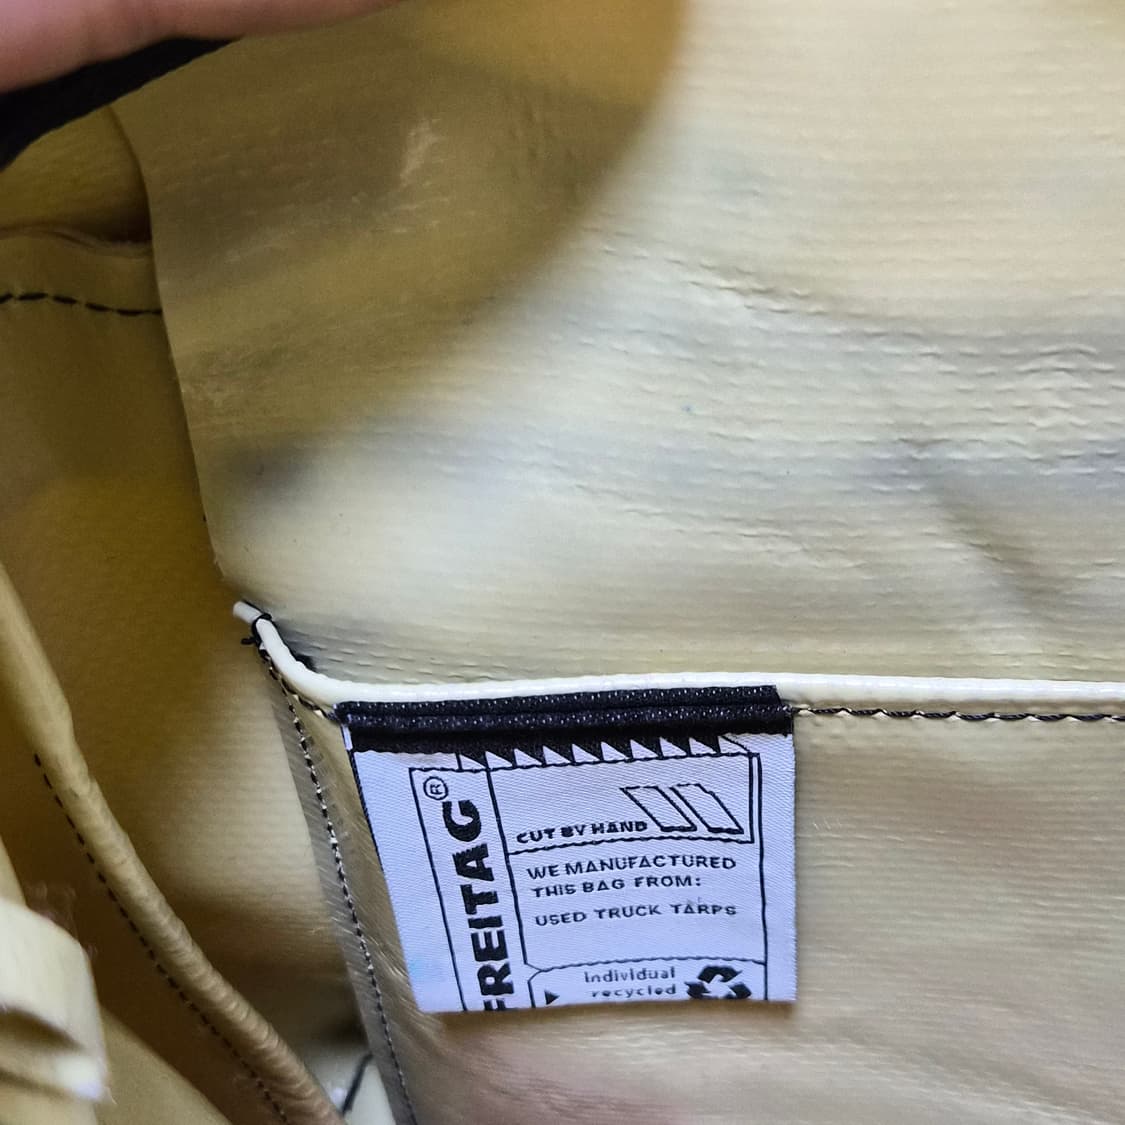 FREITAG®
CUT BY HAND
WE MANUFACTURED
THIS BAG FROM:
USED TRUCK TARPS
individual
recycled